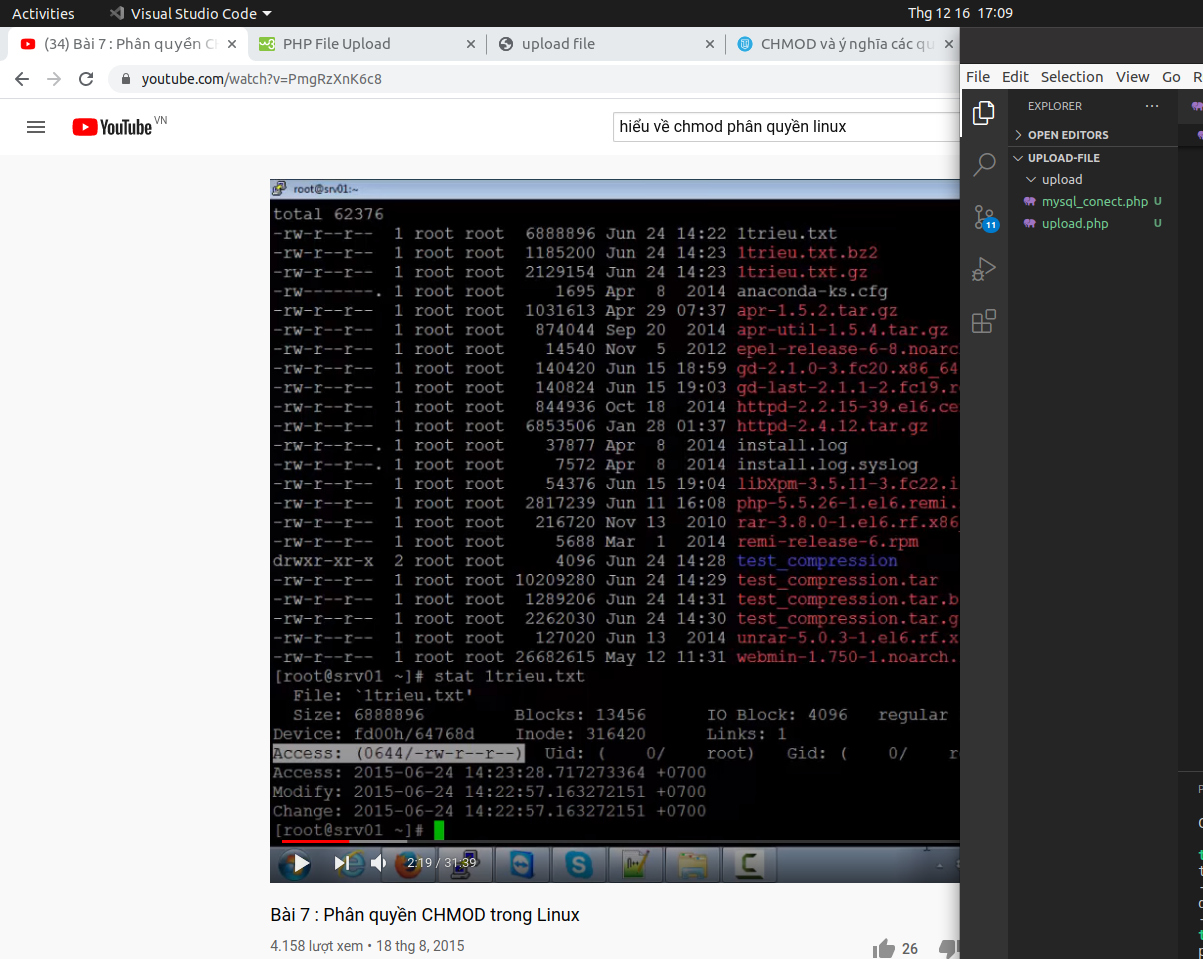 Activities Visual Studio Code Thg 12 16 17:09
(34) Bài 7 : Phân quyền CH PHP File Upload upload file CHMOD và ý nghĩa các qu
youtube.com/watch?v=PmgRzXnK6c8
YouTube VN
hiểu về chmod phân quyền linux
root@srv01:~
total 62376
-rw-r--r-- 1 root root 6888896 Jun 24 14:22 1trieu.txt
-rw-r--r-- 1 root root 1185200 Jun 24 14:23 1trieu.txt.bz2
-rw-r--r-- 1 root root 2129154 Jun 24 14:23 1trieu.txt.gz
-rw-------. 1 root root 1695 Apr 8 2014 anaconda-ks.cfg
-rw-r--r-- 1 root root 1031613 Apr 29 07:37 apr-1.5.2.tar.gz
-rw-r--r-- 1 root root 874044 Sep 20 2014 apr-util-1.5.4.tar.gz
-rw-r--r-- 1 root root 14540 Nov 5 2012 epel-release-6-8.noarc
-rw-r--r-- 1 root root 140420 Jun 15 18:59 gd-2.1.0-3.fc20.x86_64
-rw-r--r-- 1 root root 140824 Jun 15 19:03 gd-last-2.1.1-2.fc19.r
-rw-r--r-- 1 root root 844936 Oct 18 2014 httpd-2.2.15-39.el6.ce
-rw-r--r-- 1 root root 6853506 Jan 28 01:37 httpd-2.4.12.tar.gz
-rw-r--r--. 1 root root 37877 Apr 8 2014 install.log
-rw-r--r--. 1 root root 7572 Apr 8 2014 install.log.syslog
-rw-r--r-- 1 root root 54376 Jun 15 19:04 libXpm-3.5.11-3.fc22.i
-rw-r--r-- 1 root root 2817239 Jun 11 16:08 php-5.5.26-1.el6.remi.
-rw-r--r-- 1 root root 216720 Nov 13 2010 rar-3.8.0-1.el6.rf.x86
-rw-r--r-- 1 root root 5688 Mar 1 2014 remi-release-6.rpm
drwxr-xr-x 2 root root 4096 Jun 24 14:28 test_compression
-rw-r--r-- 1 root root 10209280 Jun 24 14:29 test_compression.tar
-rw-r--r-- 1 root root 1289206 Jun 24 14:31 test_compression.tar.b
-rw-r--r-- 1 root root 2262030 Jun 24 14:30 test_compression.tar.g
-rw-r--r-- 1 root root 127020 Jun 13 2014 unrar-5.0.3-1.el6.rf.x
-rw-r--r-- 1 root root 26682615 May 12 11:31 webmin-1.750-1.noarch.
[root@srv01 ~]# stat 1trieu.txt
File: `1trieu.txt'
Size: 6888896 Blocks: 13456 IO Block: 4096 regular
Device: fd00h/64768d Inode: 316420 Links: 1
Access: (0644/-rw-r--r--) Uid: ( 0/ root) Gid: ( 0/ r
Access: 2015-06-24 14:23:28.717273364 +0700
Modify: 2015-06-24 14:22:57.163272151 +0700
Change: 2015-06-24 14:22:57.163272151 +0700
[root@srv01 ~]#
2:19 / 31:39
Bài 7 : Phân quyền CHMOD trong Linux
4.158 lượt xem • 18 thg 8, 2015
26
File Edit Selection View Go R
EXPLORER
OPEN EDITORS
UPLOAD-FILE
upload
mysql_conect.php U
upload.php U
11